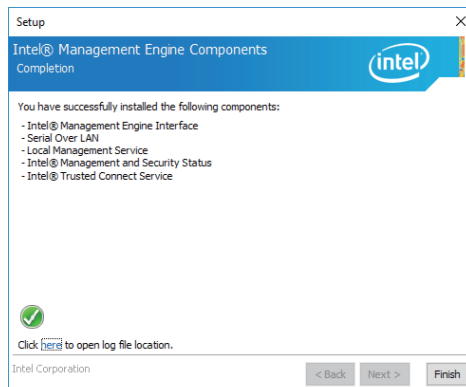 Setup
Intel® Management Engine Components
Completion
intel
You have successfully installed the following components:
- Intel® Management Engine Interface
- Serial Over LAN
- Local Management Service
- Intel® Management and Security Status
- Intel® Trusted Connect Service
Click here to open log file location.
Intel Corporation
< Back
Next >
Finish